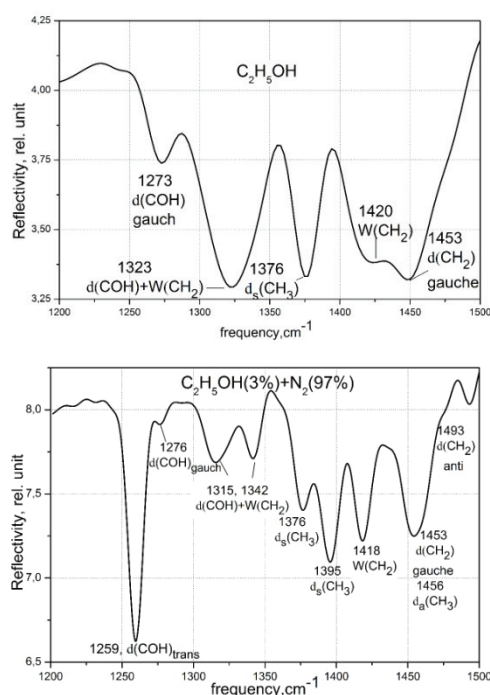 4,25
C₂H₅OH
4,00
3,75
1273
d(COH)
gauch
1420
W(CH₂)
1453
d(CH₂)
gauche
3,50
1323
d(COH)+W(CH₂)
1376
dₛ(CH₃)
3,25
1200 1250 1300 1350 1400 1450 1500
frequency,cm⁻¹
Reflectivity, rel. unit
C₂H₅OH(3%)+N₂(97%)
8,0
1276
d(COH)gauch
1315, 1342
d(COH)+W(CH₂)
1493
d(CH₂)
anti
7,5
1376
dₛ(CH₃)
1395
dₛ(CH₃)
1418
W(CH₂)
1453
d(CH₂)
gauche
1456
dₐ(CH₃)
7,0
1259, d(COH)trans
6,5
1200 1250 1300 1350 1400 1450 1500
frequency,cm⁻¹
Reflectivity, rel. unit